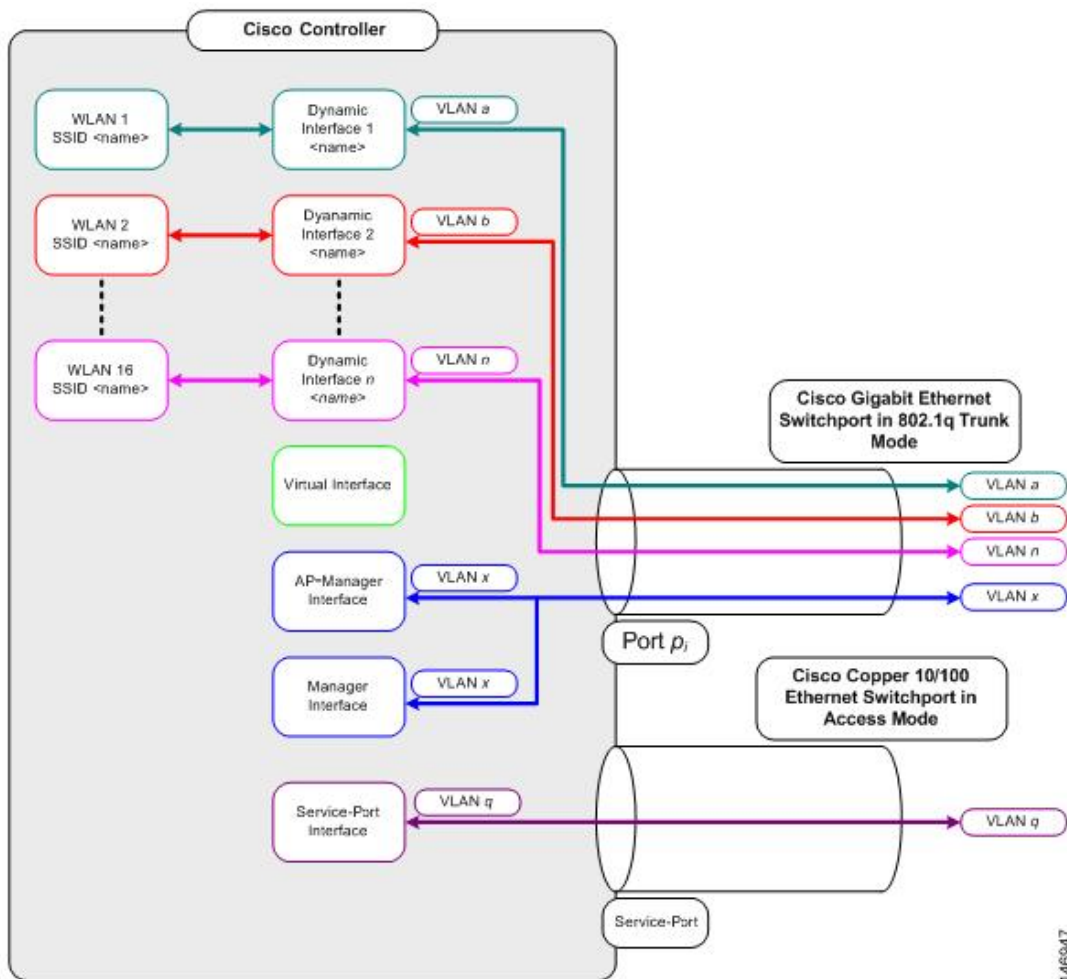 Cisco Controller
WLAN 1
SSID <name>
Dynamic
Interface 1
<name>
VLAN a
WLAN 2
SSID <name>
Dyanamic
Interface 2
<name>
VLAN b
WLAN 16
SSID <name>
Dynamic
Interface n
<name>
VLAN n
Virtual Interface
AP-Manager
Interface
VLAN x
Manager
Interface
VLAN x
Service-Port
Interface
VLAN q
Cisco Gigabit Ethernet
Switchport in 802.1q Trunk
Mode
VLAN a
VLAN b
VLAN n
VLAN x
Port pi
Cisco Copper 10/100
Ethernet Switchport in
Access Mode
VLAN q
Service-Port
146947